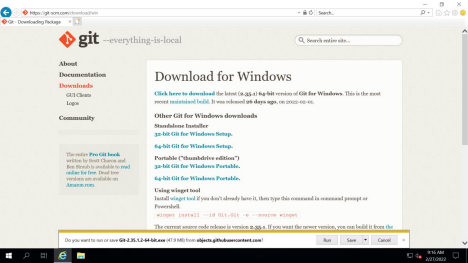 https://git-scm.com/download/win
Search...
Git - Downloading Package
git --everything-is-local
Search entire site...
About
Documentation
Downloads
GUI Clients
Logos
Community
The entire Pro Git book
written by Scott Chacon and
Ben Straub is available to read
online for free. Dead tree
versions are available on
Amazon.com.
Download for Windows
Click here to download the latest (2.35.1) 64-bit version of Git for Windows. This is the most
recent maintained build. It was released 26 days ago, on 2022-02-01.
Other Git for Windows downloads
Standalone Installer
32-bit Git for Windows Setup.
64-bit Git for Windows Setup.
Portable ("thumbdrive edition")
32-bit Git for Windows Portable.
64-bit Git for Windows Portable.
Using winget tool
Install winget tool if you don't already have it, then type this command in command prompt or
Powershell.
winget install --id Git.Git -e --source winget
The current source code release is version 2.35.1. If you want the newer version, you can build it from the
Do you want to run or save Git-2.35.1.2-64-bit.exe (47.9 MB) from objects.githubusercontent.com?
Run
Save
Cancel
9:16 AM
2/27/2022